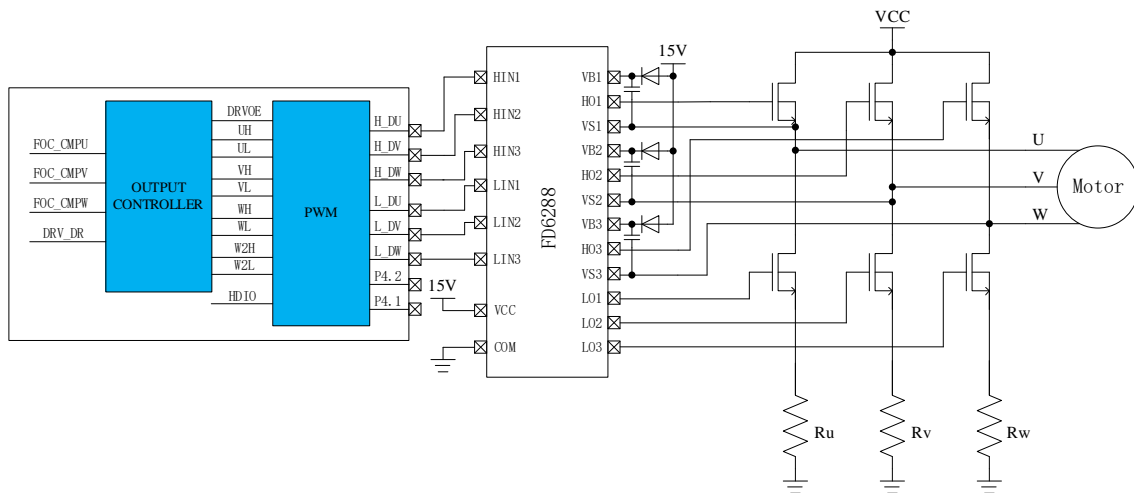 VCC
15V
HIN1
HIN2
HIN3
LIN1
LIN2
LIN3
VCC
COM
FD6288
VB1
HO1
VS1
VB2
HO2
VS2
VB3
HO3
VS3
LO1
LO2
LO3
FOC_CMPU
FOC_CMPV
FOC_CMPW
DRV_DR
OUTPUT
CONTROLLER
DRVOE
UH
UL
VH
VL
WH
WL
W2H
W2L
HDIO
PWM
H_DU
H_DV
H_DW
L_DU
L_DV
L_DW
P4.2
P4.1
15V
U
V
W
Motor
Ru
Rv
Rw